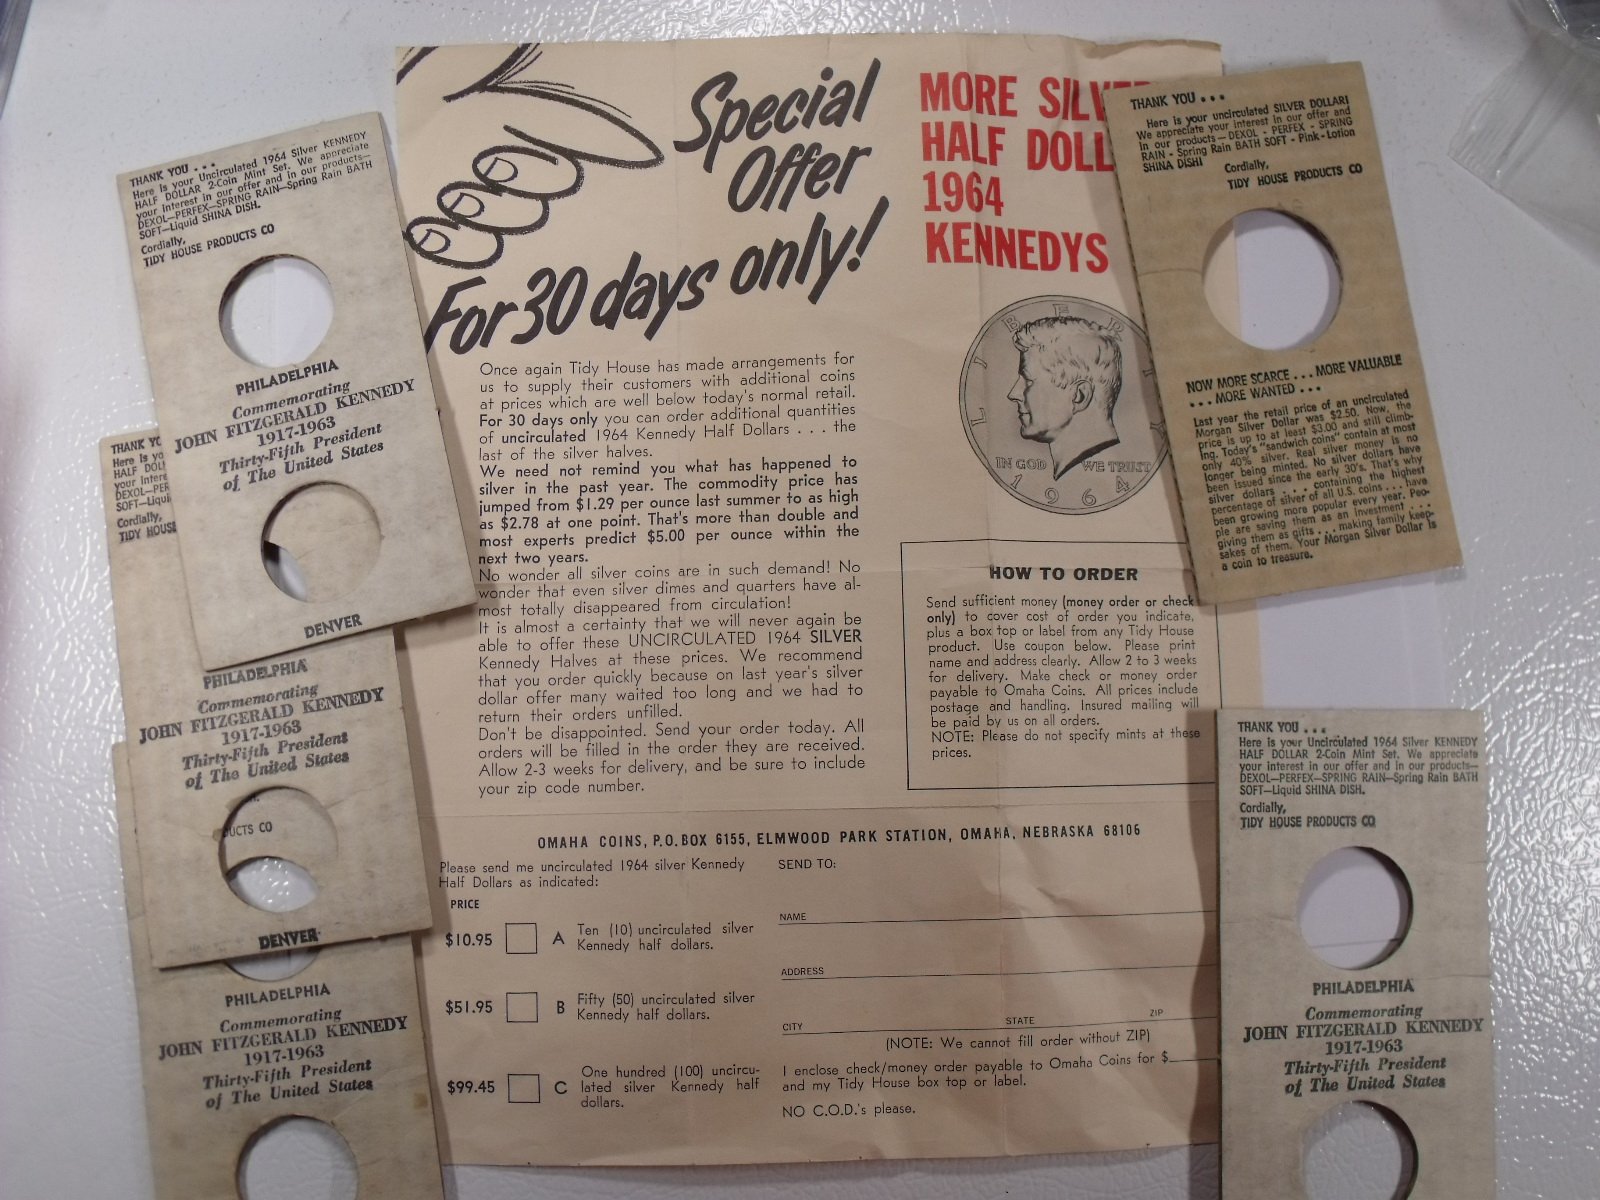 Special
Offer
For 30 days only!
MORE
HALF
1964
KENNEDYS
LIBER
IN GOD WE TRUST
1964
Once again Tidy House has made arrangements for
us to supply their customers with additional coins
at prices which are well below today's normal retail.
For 30 days only you can order additional quantities
of uncirculated 1964 Kennedy Half Dollars . . . the
last of the silver halves.
We need not remind you what has happened to
silver in the past year. The commodity price has
jumped from $1.29 per ounce last summer to as high
as $2.78 at one point. That's more than double and
most experts predict $5.00 per ounce within the
next two years.
No wonder all silver coins are in such demand! No
wonder that even silver dimes and quarters have al-
most totally disappeared from circulation!
It is almost a certainty that we will never again be
able to offer these UNCIRCULATED 1964 SILVER
Kennedy Halves at these prices. We recommend
that you order quickly because on last year's silver
dollar offer many waited too long and we had to
return their orders unfilled.
Don't be disappointed. Send your order today. All
orders will be filled in the order they are received.
Allow 2-3 weeks for delivery, and be sure to include
your zip code number.
HOW TO ORDER
Send sufficient money (money order or check
only) to cover cost of order you indicate,
plus a box top or label from any Tidy House
product. Use coupon below. Please print
name and address clearly. Allow 2 to 3 weeks
for delivery. Make check or money order
payable to Omaha Coins. All prices include
postage and handling. Insured mailing will
be paid by us on all orders.
NOTE: Please do not specify mints at these
prices.
OMAHA COINS, P.O. BOX 6155, ELMWOOD PARK STATION, OMAHA, NEBRASKA 68106
Please send me uncirculated 1964 silver Kennedy
Half Dollars as indicated:
PRICE
$10.95 A Ten (10) uncirculated silver
Kennedy half dollars.
$51.95 B Fifty (50) uncirculated silver
Kennedy half dollars.
$99.45 C One hundred (100) uncircu-
lated silver Kennedy half
dollars.
SEND TO:
NAME
ADDRESS
CITY STATE ZIP
(NOTE: We cannot fill order without ZIP)
I enclose check/money order payable to Omaha Coins for $
and my Tidy House box top or label.
NO C.O.D.'s please.
THANK YOU . . .
Here is your Uncirculated 1964 Silver KENNEDY
HALF DOLLAR 2-Coin Mint Set. We appreciate
your interest in our offer and in our products—
DEXOL—PERFEX—SPRING RAIN—Spring Rain BATH
SOFT—Liquid SHINA DISH.
Cordially,
TIDY HOUSE PRODUCTS CO
PHILADELPHIA
Commemorating
JOHN FITZGERALD KENNEDY
1917-1963
Thirty-Fifth President
of The United States
DENVER
THANK
Here is
HALF
your
SOFT—
Cordially,
TIDY
PHILADELPHIA
Commemorating
JOHN FITZGERALD KENNEDY
1917-1963
Thirty-Fifth President
of The United States
CO
DENVER
PHILADELPHIA
Commemorating
JOHN FITZGERALD KENNEDY
1917-1963
Thirty-Fifth President
of The United States
THANK YOU . . .
Here is your uncirculated SILVER DOLLAR!
We appreciate your interest in our offer and
in our products — DEXOL - PERFEX - SPRING
RAIN - Spring Rain BATH SOFT - Pink-Lotion
SHINA DISH!
Cordially,
TIDY HOUSE PRODUCTS CO
NOW MORE SCARCE . . . MORE VALUABLE
. . . MORE WANTED . . .
Last year the retail price of an uncirculated
Morgan Silver Dollar was $2.50. Now, the
price is up to at least $3.00 and still climb-
ing. Today's "sandwich coins" contain at most
only 40% silver. Real silver money is no
longer being minted. No silver dollars have
been issued since the early 30's. That's why
silver dollars . . . containing the highest
percentage of silver of all U.S. coins . . . have
been growing more popular every year. Peo-
ple are saving them as an investment . . .
giving them as gifts . . . making family keep-
sakes of them. Your Morgan Silver Dollar is
a coin to treasure.
THANK YOU . . .
Here is your Uncirculated 1964 Silver KENNEDY
HALF DOLLAR 2-Coin Mint Set. We appreciate
your interest in our offer and in our products—
DEXOL—PERFEX—SPRING RAIN—Spring Rain BATH
SOFT—Liquid SHINA DISH.
Cordially,
TIDY HOUSE PRODUCTS CO
PHILADELPHIA
Commemorating
JOHN FITZGERALD KENNEDY
1917-1963
Thirty-Fifth President
of The United States